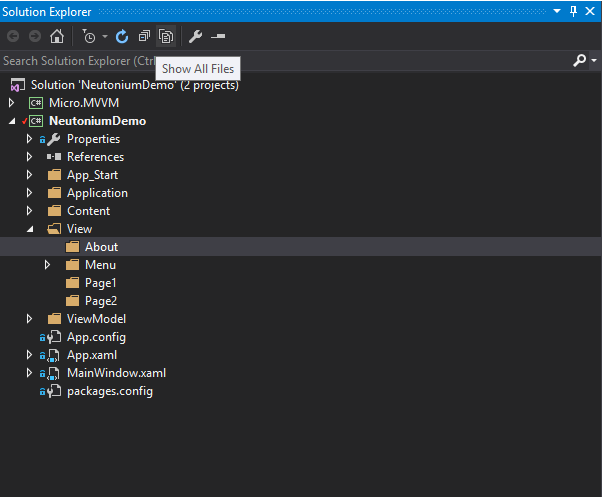 Solution Explorer
Search Solution Explorer (Ctr
Show All Files
Solution 'NeutoniumDemo' (2 projects)
C# Micro.MVVM
C# NeutoniumDemo
Properties
References
App_Start
Application
Content
View
About
Menu
Page1
Page2
ViewModel
App.config
App.xaml
MainWindow.xaml
packages.config